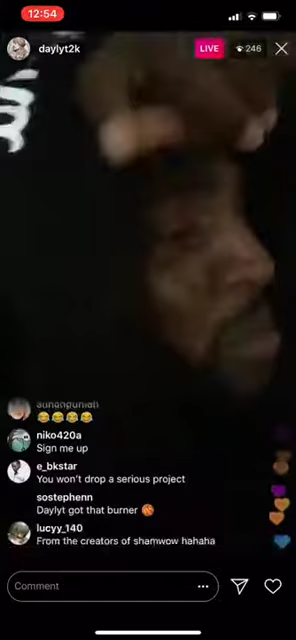 12:54
daylyt2k
LIVE
246
😂😂😂😂
niko420a
Sign me up
e_bkstar
You won't drop a serious project
sostephenn
Daylyt got that burner 🏀
lucyy_140
From the creators of shamwow hahaha
Comment